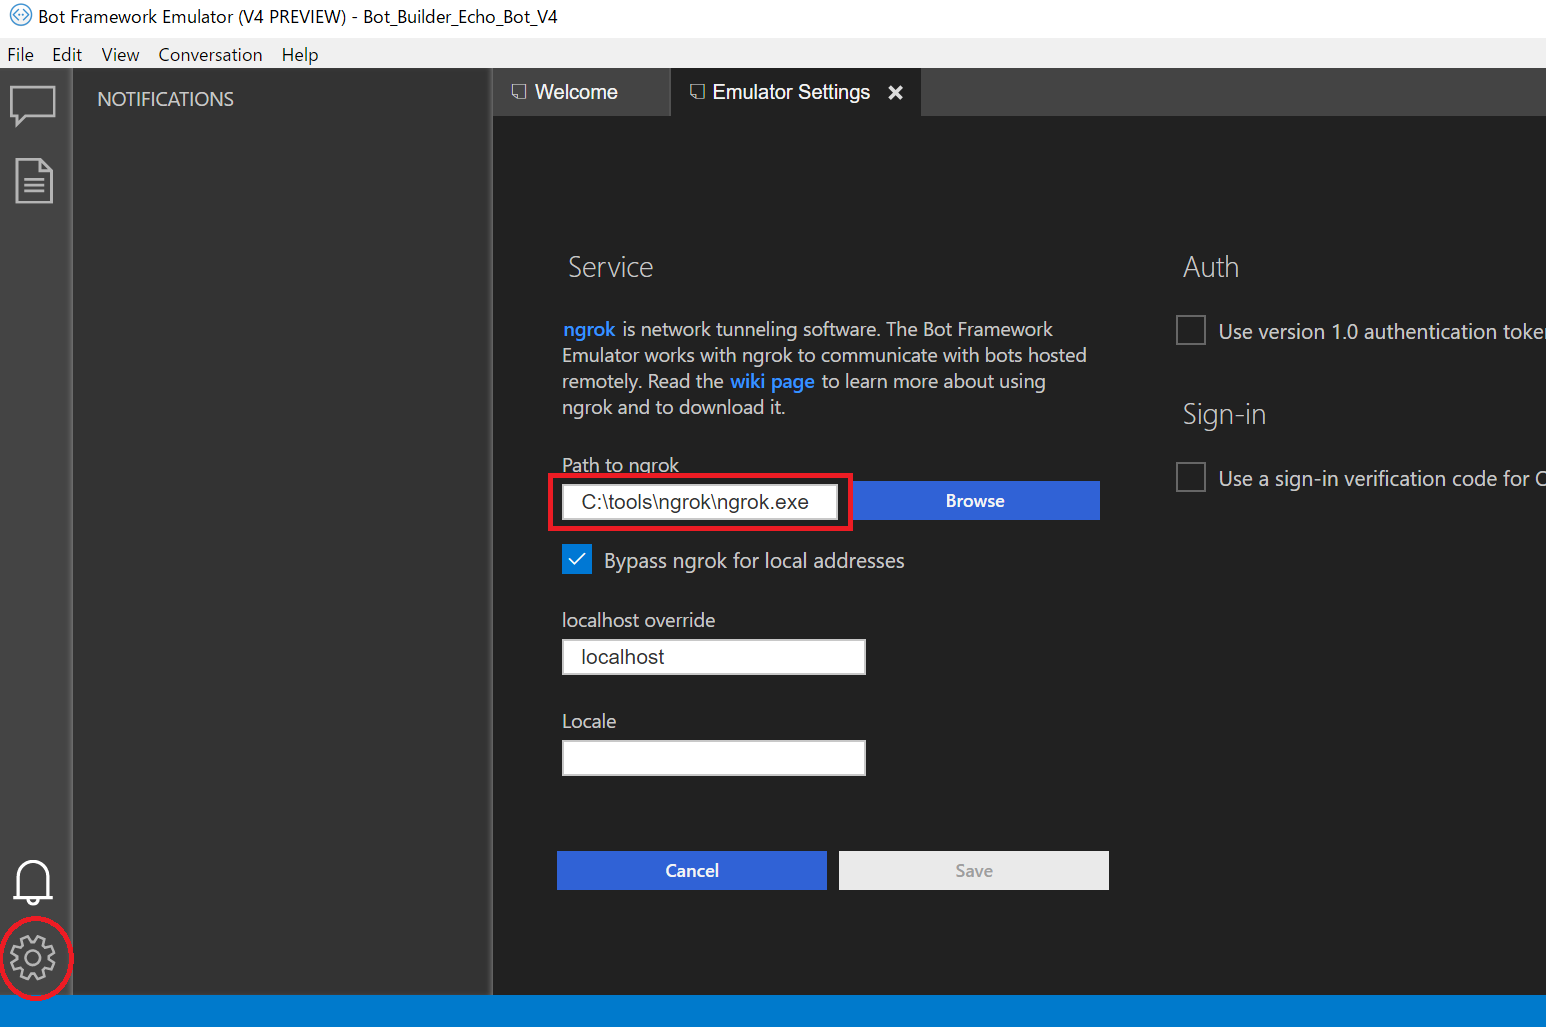 Bot Framework Emulator (V4 PREVIEW) - Bot_Builder_Echo_Bot_V4
File Edit View Conversation Help
NOTIFICATIONS
Welcome
Emulator Settings
Service
ngrok is network tunneling software. The Bot Framework
Emulator works with ngrok to communicate with bots hosted
remotely. Read the wiki page to learn more about using
ngrok and to download it.
Path to ngrok
C:\tools\ngrok\ngrok.exe
Browse
Bypass ngrok for local addresses
localhost override
localhost
Locale
Cancel
Save
Auth
Use version 1.0 authentication
Sign-in
Use a sign-in verification code for